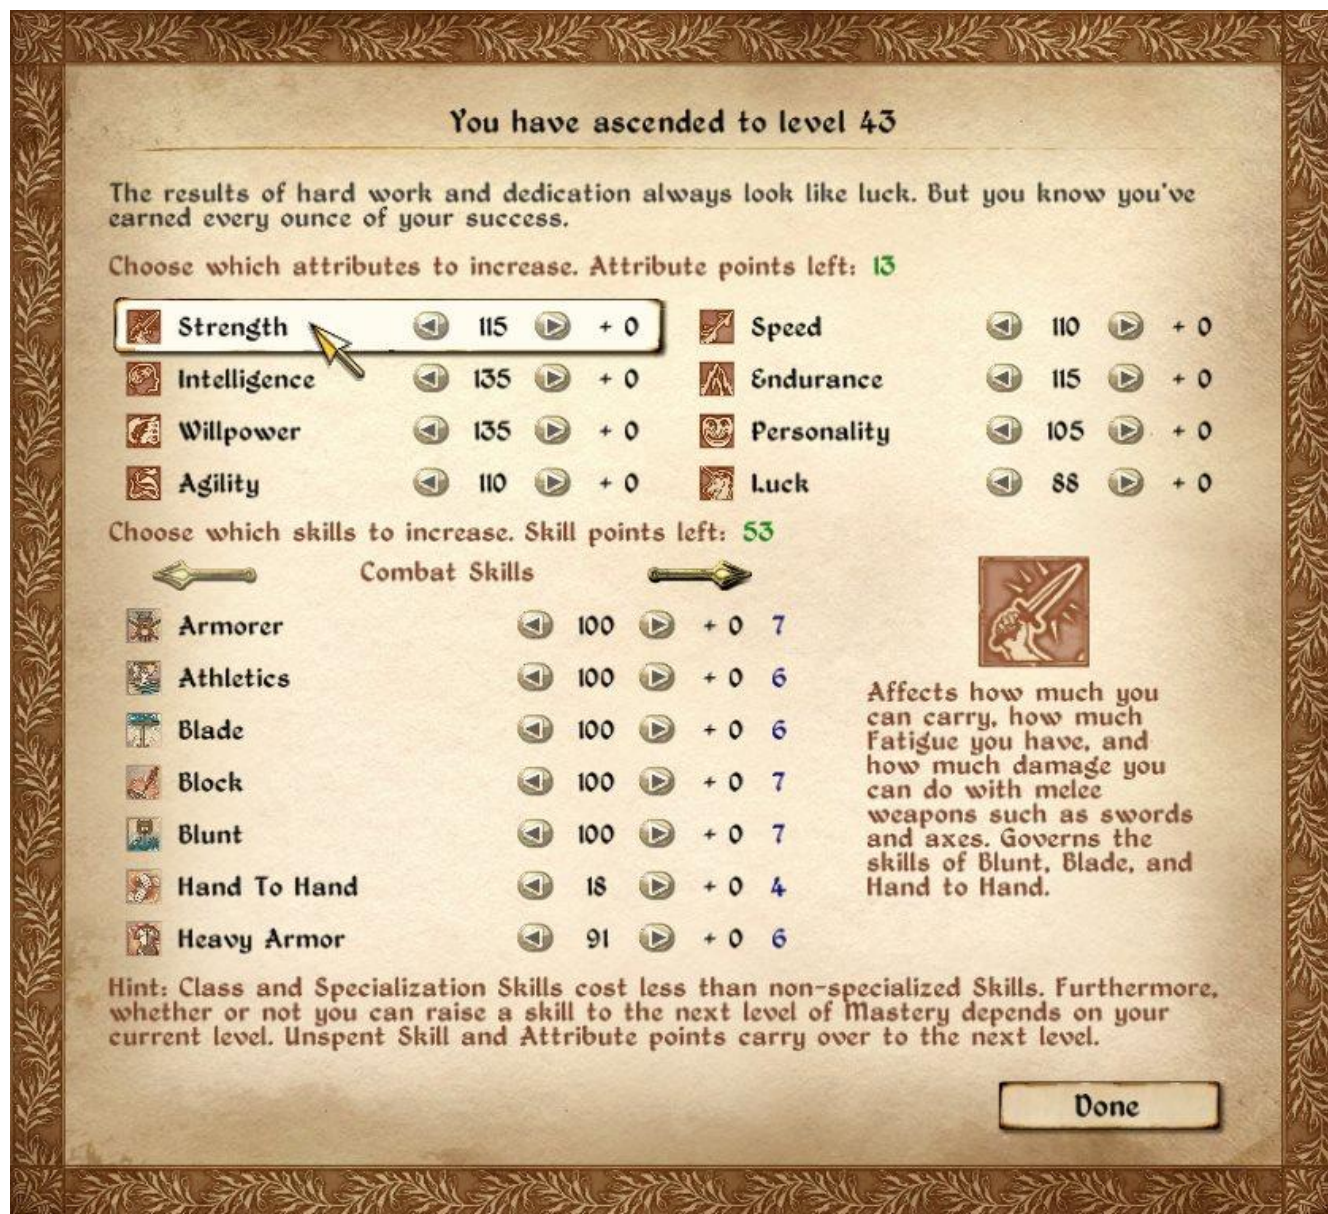 You have ascended to level 43
The results of hard work and dedication always look like luck. But you know you've
earned every ounce of your success.
Choose which attributes to increase. Attribute points left: 13
Strength 115 + 0 Speed 110 + 0
Intelligence 135 + 0 Endurance 115 + 0
Willpower 135 + 0 Personality 105 + 0
Agility 110 + 0 Luck 88 + 0
Choose which skills to increase. Skill points left: 53
Combat Skills
Armorer 100 + 0 7
Athletics 100 + 0 6
Blade 100 + 0 6
Block 100 + 0 7
Blunt 100 + 0 7
Hand To Hand 18 + 0 4
Heavy Armor 91 + 0 6
Affects how much you
can carry, how much
Fatigue you have, and
how much damage you
can do with melee
weapons such as swords
and axes. Governs the
skills of Blunt, Blade, and
Hand to Hand.
Hint: Class and Specialization Skills cost less than non-specialized Skills. Furthermore,
whether or not you can raise a skill to the next level of Mastery depends on your
current level. Unspent Skill and Attribute points carry over to the next level.
Done